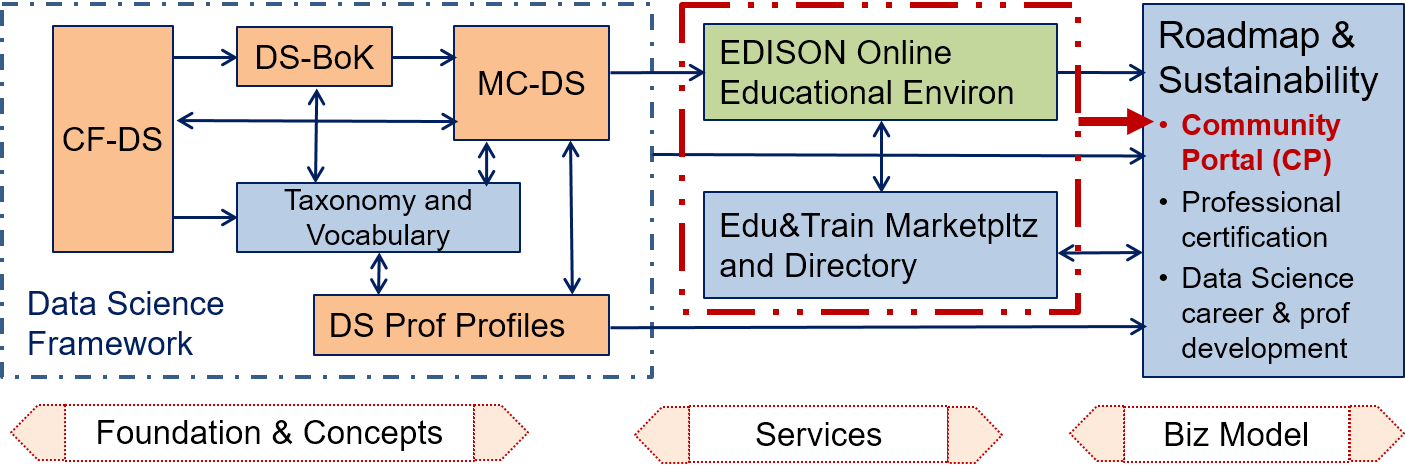 CF-DS
DS-BoK
MC-DS
Taxonomy and
Vocabulary
DS Prof Profiles
Data Science
Framework
EDISON Online
Educational Environ
Edu&Train Marketpltz
and Directory
Roadmap &
Sustainability
• Community
Portal (CP)
• Professional
certification
• Data Science
career & prof
development
Foundation & Concepts
Services
Biz Model